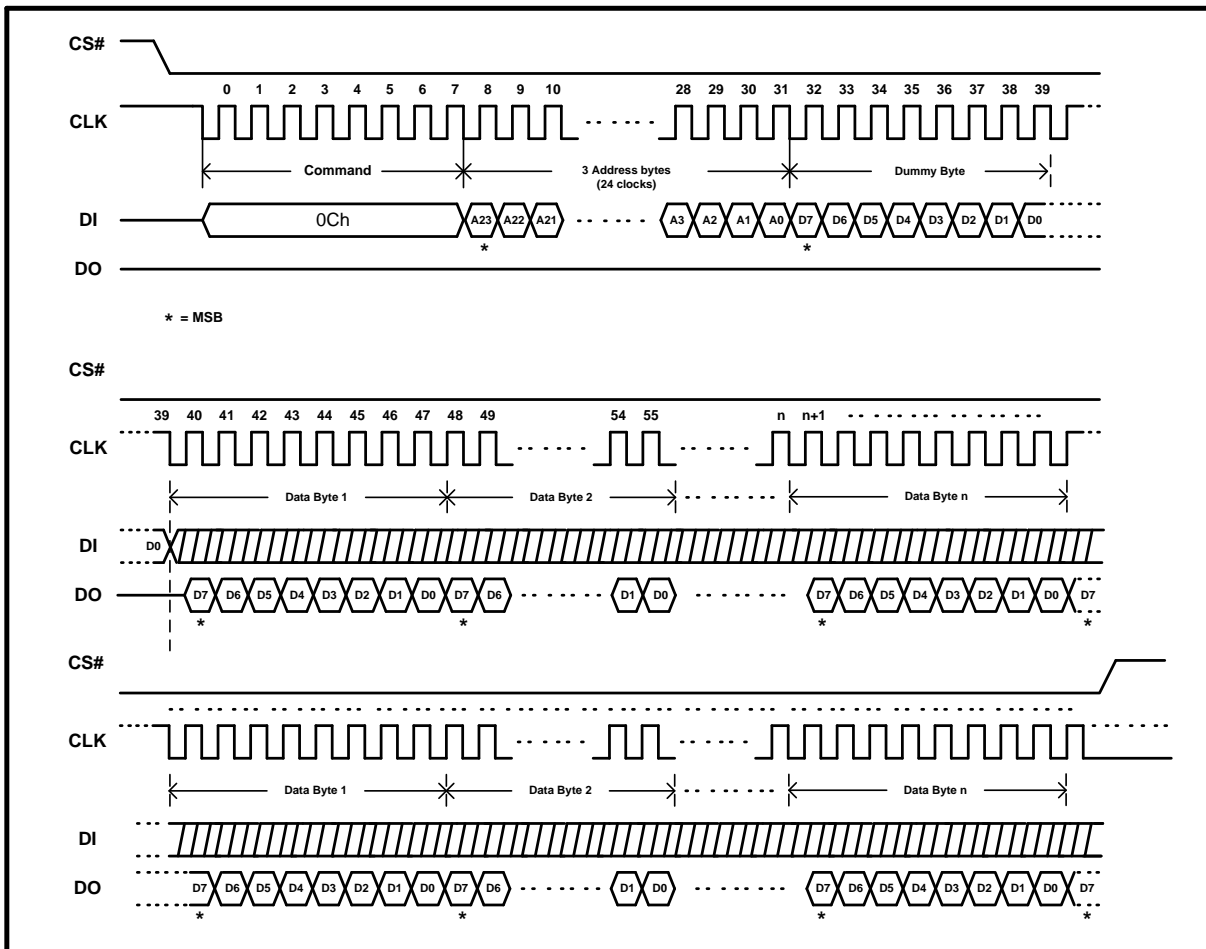 CS#
0 1 2 3 4 5 6 7 8 9 10 28 29 30 31 32 33 34 35 36 37 38 39
CLK
Command 3 Address bytes Dummy Byte
(24 clocks)
DI 0Ch A23 A22 A21 A3 A2 A1 A0 D7 D6 D5 D4 D3 D2 D1 D0
* *
DO
* = MSB
CS#
39 40 41 42 43 44 45 46 47 48 49 54 55 n n+1
CLK
Data Byte 1 Data Byte 2 Data Byte n
DI D0
DO D7 D6 D5 D4 D3 D2 D1 D0 D7 D6 D1 D0 D7 D6 D5 D4 D3 D2 D1 D0 D7
* * * *
CS#
CLK
Data Byte 1 Data Byte 2 Data Byte n
DI
DO D7 D6 D5 D4 D3 D2 D1 D0 D7 D6 D1 D0 D7 D6 D5 D4 D3 D2 D1 D0 D7
* * * *